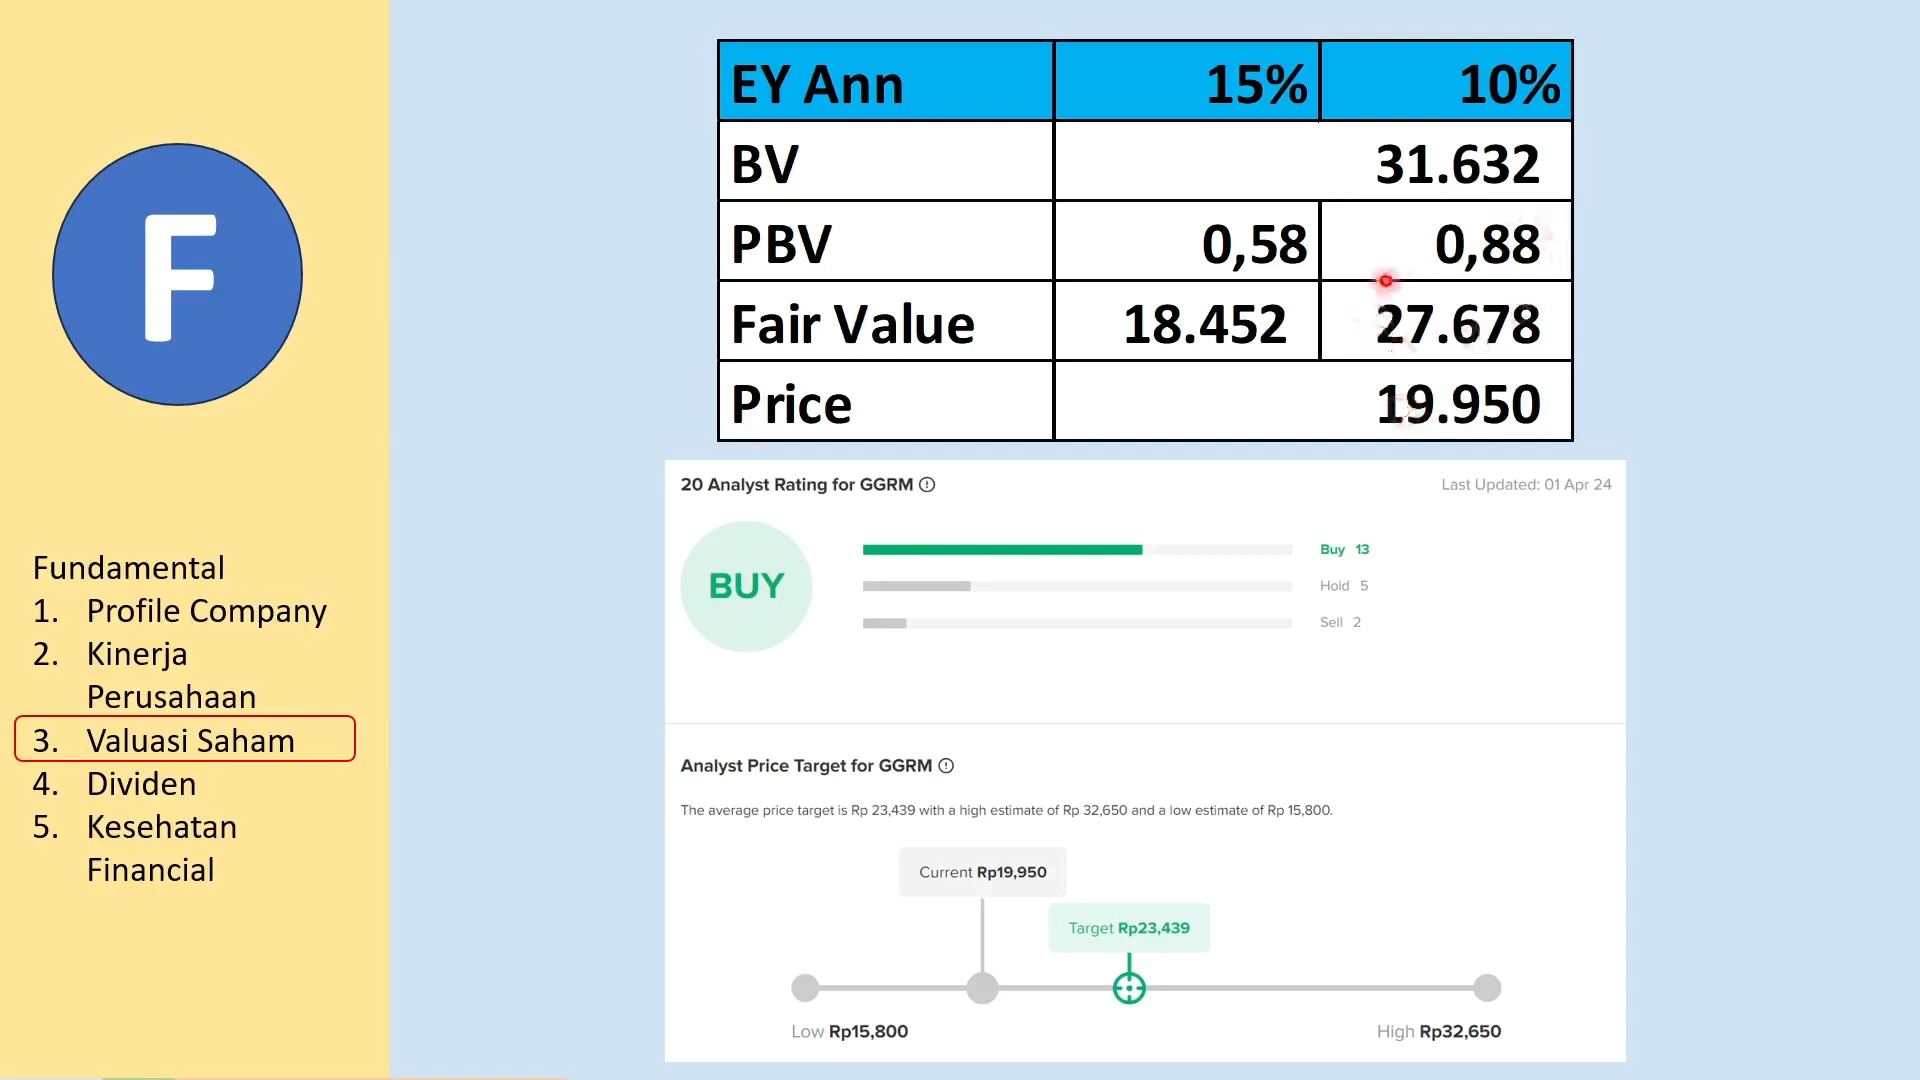 F
Fundamental
1. Profile Company
2. Kinerja
Perusahaan
3. Valuasi Saham
4. Dividen
5. Kesehatan
Financial
EY Ann 15% 10%
BV 31.632
PBV 0,58 0,88
Fair Value 18.452 27.678
Price 19.950
20 Analyst Rating for GGRM
Last Updated: 01 Apr 24
BUY
Buy 13
Hold 5
Sell 2
Analyst Price Target for GGRM
The average price target is Rp 23,439 with a high estimate of Rp 32,650 and a low estimate of Rp 15,800.
Current Rp19,950
Target Rp23,439
Low Rp15,800
High Rp32,650